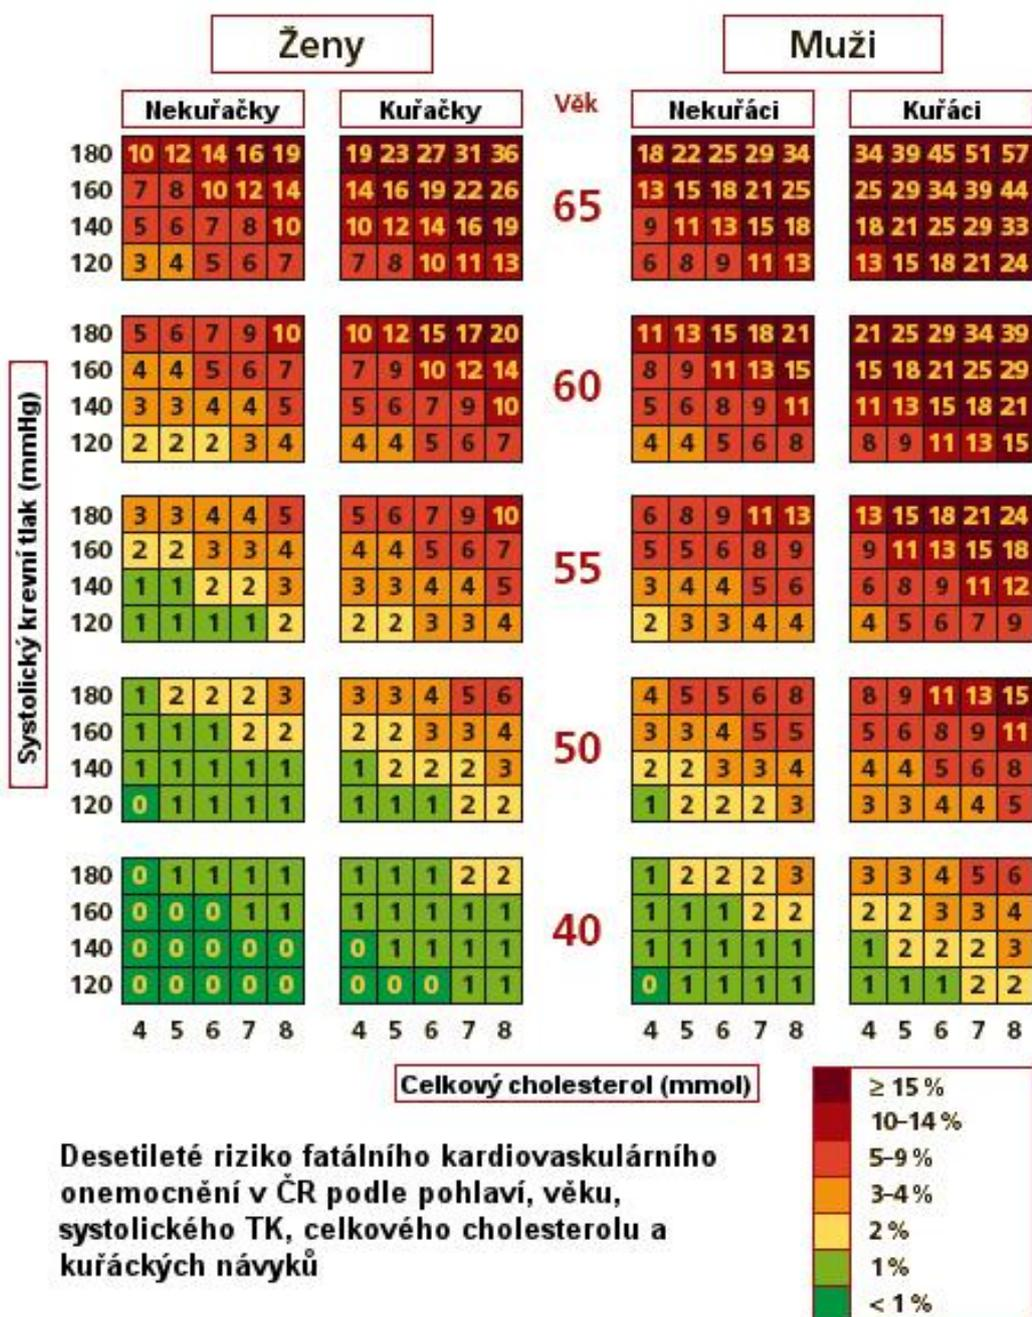 Ženy Muži
Nekuřačky Kuřačky Věk Nekuřáci Kuřáci
180 10 12 14 16 19 19 23 27 31 36 18 22 25 29 34 34 39 45 51 57
160 7 8 10 12 14 14 16 19 22 26 13 15 18 21 25 25 29 34 39 44
65
140 5 6 7 8 10 10 12 14 16 19 9 11 13 15 18 18 21 25 29 33
120 3 4 5 6 7 7 8 10 11 13 6 8 9 11 13 13 15 18 21 24
180 5 6 7 9 10 10 12 15 17 20 11 13 15 18 21 21 25 29 34 39
160 4 4 5 6 7 7 9 10 12 14 8 9 11 13 15 15 18 21 25 29
60
140 3 3 4 4 5 5 6 7 9 10 5 6 8 9 11 11 13 15 18 21
120 2 2 2 3 4 4 4 5 6 7 4 4 5 6 8 8 9 11 13 15
Systolický krevní tlak (mmHg)
180 3 3 4 4 5 5 6 7 9 10 6 8 9 11 13 13 15 18 21 24
160 2 2 3 3 4 4 4 5 6 7 5 5 6 8 9 9 11 13 15 18
55
140 1 1 2 2 3 3 3 4 4 5 3 4 4 5 6 6 8 9 11 12
120 1 1 1 1 2 2 2 3 3 4 2 3 3 4 4 4 5 6 7 9
180 1 2 2 2 3 3 3 4 5 6 4 5 5 6 8 8 9 11 13 15
160 1 1 1 2 2 2 2 3 3 4 3 3 4 5 5 5 6 8 9 11
50
140 1 1 1 1 1 1 2 2 2 3 2 2 3 3 4 4 4 5 6 8
120 0 1 1 1 1 1 1 1 2 2 1 2 2 2 3 3 3 4 4 5
180 0 1 1 1 1 1 1 1 2 2 1 2 2 2 3 3 3 4 5 6
160 0 0 0 1 1 1 1 1 1 1 1 1 1 2 2 2 2 3 3 4
40
140 0 0 0 0 0 0 1 1 1 1 1 1 1 1 1 1 2 2 2 3
120 0 0 0 0 0 0 0 0 1 1 0 1 1 1 1 1 1 1 2 2
4 5 6 7 8 4 5 6 7 8 4 5 6 7 8 4 5 6 7 8
Celkový cholesterol (mmol)
≥ 15 %
10–14 %
5–9 %
3–4 %
2 %
1 %
< 1 %
Desetileté riziko fatálního kardiovaskulárního
onemocnění v ČR podle pohlaví, věku,
systolického TK, celkového cholesterolu a
kuřáckých návyků